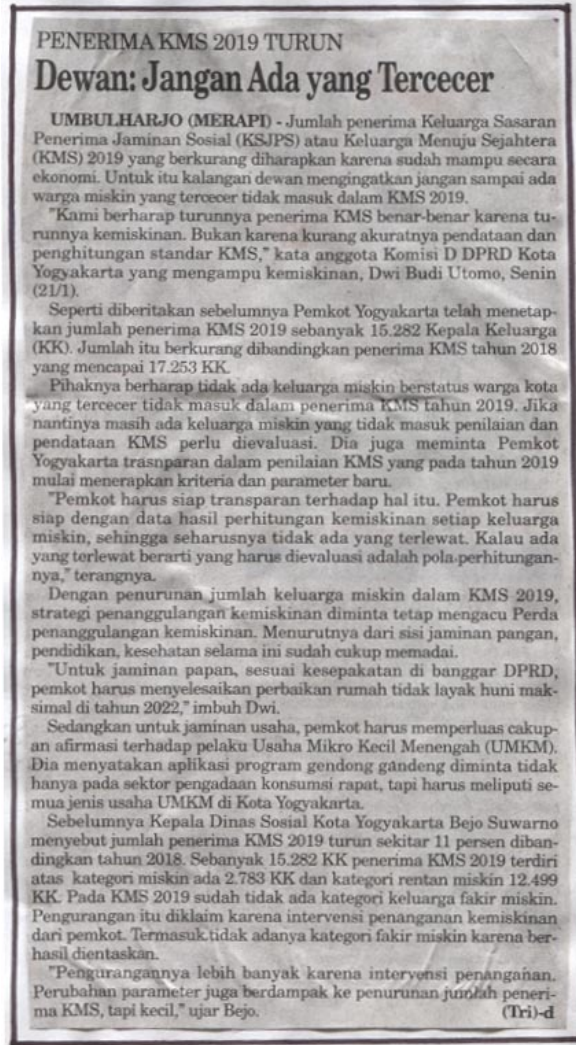 PENERIMA KMS 2019 TURUN
Dewan: Jangan Ada yang Tercecer
UMBULHARJO (MERAPI) - Jumlah penerima Keluarga Sasaran
Penerima Jaminan Sosial (KSJPS) atau Keluarga Menuju Sejahtera
(KMS) 2019 yang berkurang diharapkan karena sudah mampu secara
ekonomi. Untuk itu kalangan dewan mengingatkan jangan sampai ada
warga miskin yang tercecer tidak masuk dalam KMS 2019.
"Kami berharap turunnya penerima KMS benar-benar karena tu-
runnya kemiskinan. Bukan karena kurang akuratnya pendataan dan
penghitungan standar KMS," kata anggota Komisi D DPRD Kota
Yogyakarta yang mengampu kemiskinan, Dwi Budi Utomo, Senin
(21/1).
Seperti diberitakan sebelumnya Pemkot Yogyakarta telah menetap-
kan jumlah penerima KMS 2019 sebanyak 15.282 Kepala Keluarga
(KK). Jumlah itu berkurang dibandingkan penerima KMS tahun 2018
yang mencapai 17.253 KK.
Pihaknya berharap tidak ada keluarga miskin berstatus warga kota
yang tercecer tidak masuk dalam penerima KMS tahun 2019. Jika
nantinya masih ada keluarga miskin yang tidak masuk penilaian dan
pendataan KMS perlu dievaluasi. Dia juga meminta Pemkot
Yogyakarta trasnparan dalam penilaian KMS yang pada tahun 2019
mulai menerapkan kriteria dan parameter baru.
"Pemkot harus siap transparan terhadap hal itu. Pemkot harus
siap dengan data hasil perhitungan kemiskinan setiap keluarga
miskin, sehingga seharusnya tidak ada yang terlewat. Kalau ada
yang terlewat berarti yang harus dievaluasi adalah pola perhitungan-
nya," terangnya.
Dengan penurunan jumlah keluarga miskin dalam KMS 2019,
strategi penanggulangan kemiskinan diminta tetap mengacu Perda
penanggulangan kemiskinan. Menurutnya dari sisi jaminan pangan,
pendidikan, kesehatan selama ini sudah cukup memadai.
"Untuk jaminan papan, sesuai kesepakatan di banggar DPRD,
pemkot harus menyelesaikan perbaikan rumah tidak layak huni mak-
simal di tahun 2022," imbuh Dwi.
Sedangkan untuk jaminan usaha, pemkot harus memperluas cakup-
an afirmasi terhadap pelaku Usaha Mikro Kecil Menengah (UMKM).
Dia menyatakan aplikasi program gendong gandeng diminta tidak
hanya pada sektor pengadaan konsumsi rapat, tapi harus meliputi se-
mua jenis usaha UMKM di Kota Yogyakarta.
Sebelumnya Kepala Dinas Sosial Kota Yogyakarta Bejo Suwarno
menyebut jumlah penerima KMS 2019 turun sekitar 11 persen diban-
dingkan tahun 2018. Sebanyak 15.282 KK penerima KMS 2019 terdiri
atas kategori miskin ada 2.783 KK dan kategori rentan miskin 12.499
KK. Pada KMS 2019 sudah tidak ada kategori keluarga fakir miskin.
Pengurangan itu diklaim karena intervensi penanganan kemiskinan
dari pemkot. Termasuk tidak adanya kategori fakir miskin karena ber-
hasil dientaskan.
"Pengurangannya lebih banyak karena intervensi penanganan.
Perubahan parameter juga berdampak ke penurunan jumlah peneri-
ma KMS, tapi kecil," ujar Bejo. (Tri)-d